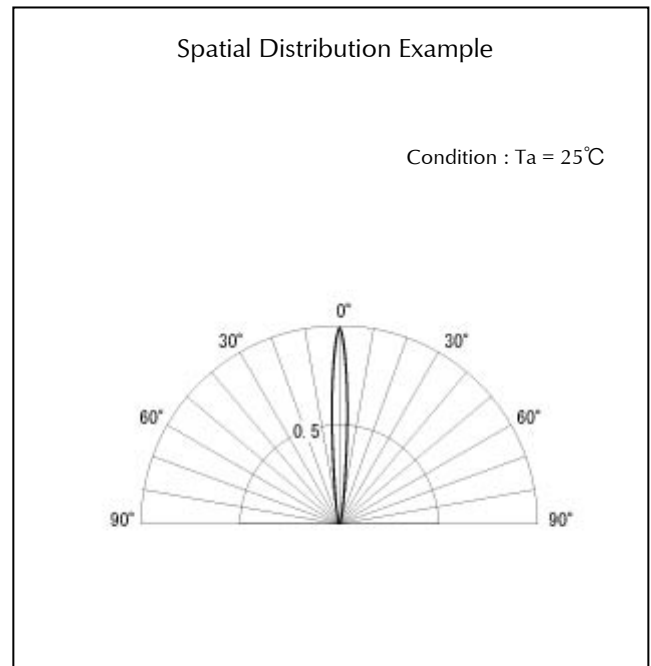 Spatial Distribution Example
Condition : Ta = 25℃
0°
30° 30°
60° 60°
0.5
90° 90°